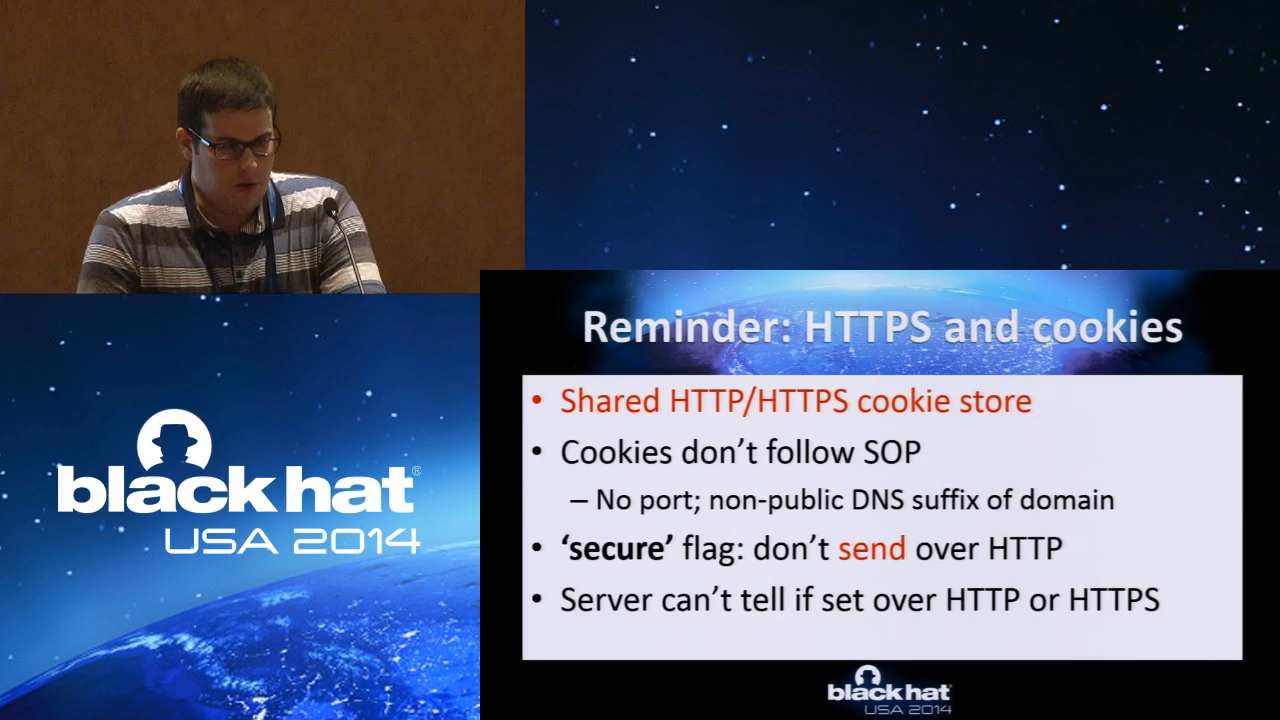 black hat®
USA 2014
Reminder: HTTPS and cookies
• Shared HTTP/HTTPS cookie store
• Cookies don’t follow SOP
– No port; non-public DNS suffix of domain
• ‘secure’ flag: don’t send over HTTP
• Server can’t tell if set over HTTP or HTTPS
black hat®
USA 2014